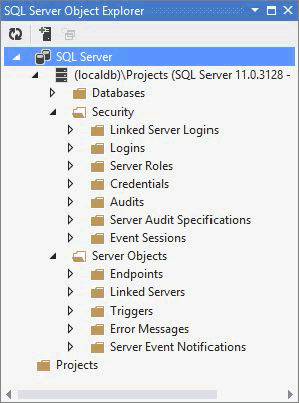 SQL Server Object Explorer
SQL Server
(localdb)\Projects (SQL Server 11.0.3128 -
Databases
Security
Linked Server Logins
Logins
Server Roles
Credentials
Audits
Server Audit Specifications
Event Sessions
Server Objects
Endpoints
Linked Servers
Triggers
Error Messages
Server Event Notifications
Projects